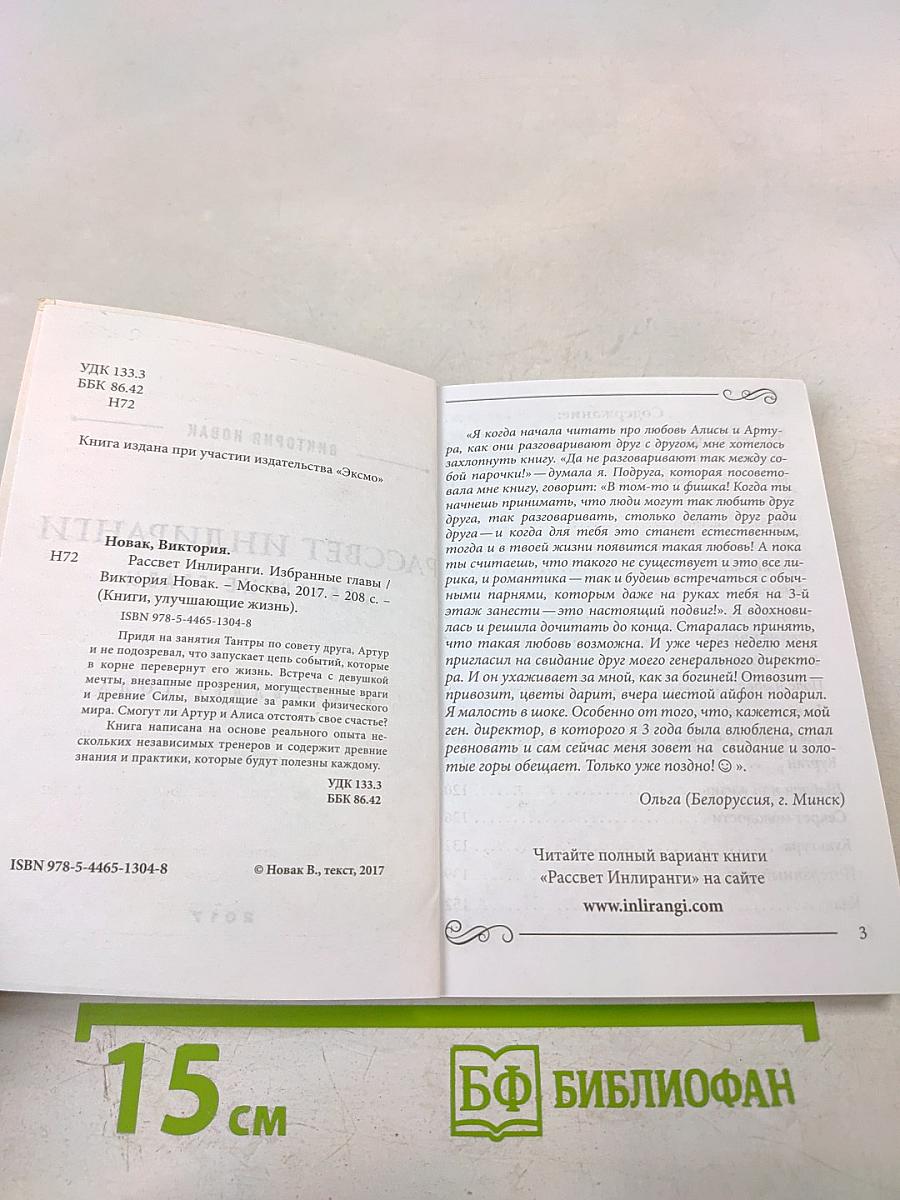 УДК 133.3
ББК 86.42
Н72
ВИКТОРИЯ НОВАК
Книга издана при участии издательства «Эксмо»
РАССВЕТ ИНЛИРАНГИ
Новак, Виктория.
Н72
Рассвет Инлиранги. Избранные главы /
Виктория Новак. – Москва, 2017. – 208 с. –
(Книги, улучшающие жизнь).
ISBN 978-5-4465-1304-8
Придя на занятия Тантры по совету друга, Артур
и не подозревал, что запускает цепь событий, которые
в корне перевернут его жизнь. Встреча с девушкой
мечты, внезапные прозрения, могущественные враги
и древние Силы, выходящие за рамки физического
мира. Смогут ли Артур и Алиса отстоять свое счастье?
Книга написана на основе реального опыта не-
скольких независимых тренеров и содержит древние
знания и практики, которые будут полезны каждому.
УДК 133.3
ББК 86.42
ISBN 978-5-4465-1304-8
© Новак В., текст, 2017
2017
Содержание:
«Я когда начала читать про любовь Алисы и Арту-
ра, как они разговаривают друг с другом, мне хотелось
захлопнуть книгу. «Да не разговаривают так между со-
бой парочки!» — думала я. Подруга, которая посовето-
вала мне книгу, говорит: «В том-то и фишка! Когда ты
начнешь принимать, что люди могут так любить друг
друга, так разговаривать, столько делать друг ради
друга — и когда для тебя это станет естественным,
тогда и в твоей жизни появится такая любовь! А пока
ты считаешь, что такого не существует и это все ли-
рика, и романтика — так и будешь встречаться с обыч-
ными парнями, которым даже на руках тебя на 3-й
этаж занести — это настоящий подвиг!». Я вдохнови-
лась и решила дочитать до конца. Старалась принять,
что такая любовь возможна. И уже через неделю меня
пригласил на свидание друг моего генерального директо-
ра. И он ухаживает за мной, как за богиней! Отвозит —
привозит, цветы дарит, вчера шестой айфон подарил.
Я малость в шоке. Особенно от того, что, кажется, мой
ген. директор, в которого я 3 года была влюблена, стал
ревновать и сам сейчас меня зовет на свидание и золо-
тые горы обещает. Только уже поздно! ☺ ».
Ольга (Белоруссия, г. Минск)
Читайте полный вариант книги
«Рассвет Инлиранги» на сайте
www.inlirangi.com
3
15 см
БФ БИБЛИОФАН